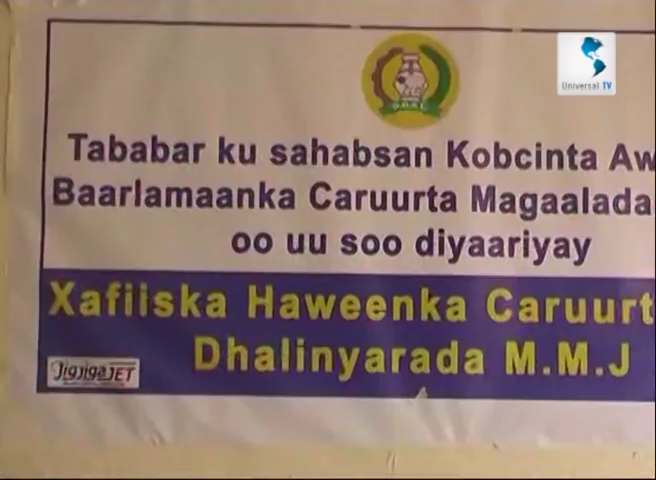 Universal TV
Tababar ku sahabsan Kobcinta Aw
Baarlamaanka Caruurta Magaalada
oo uu soo diyaariyay
Xafiiska Haweenka Caruurt
Dhalinyarada M.M.J
JigjigaJET